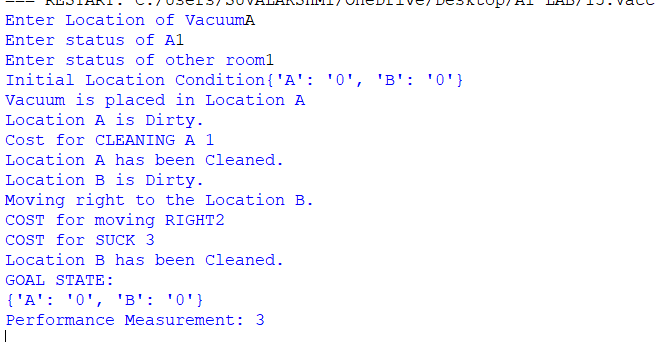 === RESTART: C:/Users/SUVALAKSHMI/OneDrive/Desktop/AI LAB/15.vacc
Enter Location of VacuumA
Enter status of A1
Enter status of other room1
Initial Location Condition{'A': '0', 'B': '0'}
Vacuum is placed in Location A
Location A is Dirty.
Cost for CLEANING A 1
Location A has been Cleaned.
Location B is Dirty.
Moving right to the Location B.
COST for moving RIGHT2
COST for SUCK 3
Location B has been Cleaned.
GOAL STATE:
{'A': '0', 'B': '0'}
Performance Measurement: 3